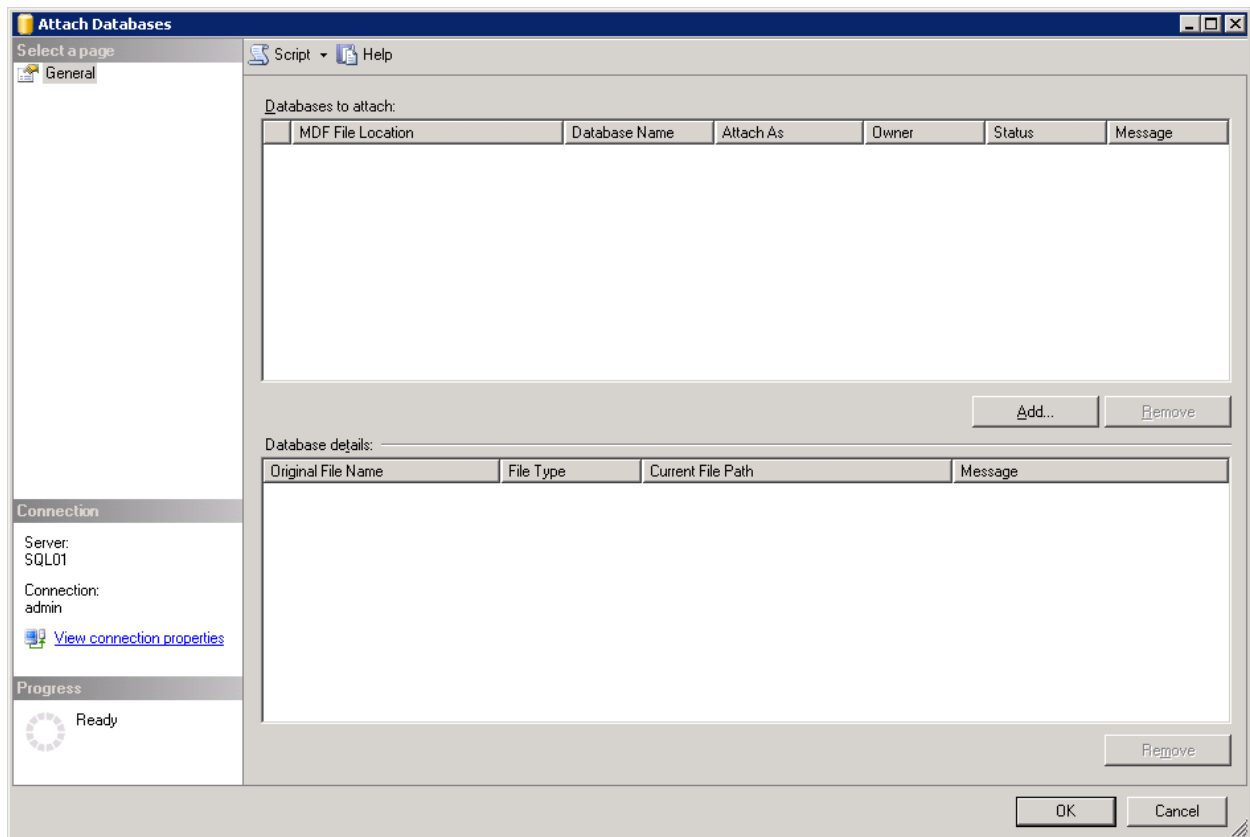 Attach Databases
Select a page
General
Script Help
Databases to attach:
MDF File Location Database Name Attach As Owner Status Message
Add... Remove
Database details:
Original File Name File Type Current File Path Message
Connection
Server:
SQL01
Connection:
admin
View connection properties
Progress
Ready
Remove
OK Cancel